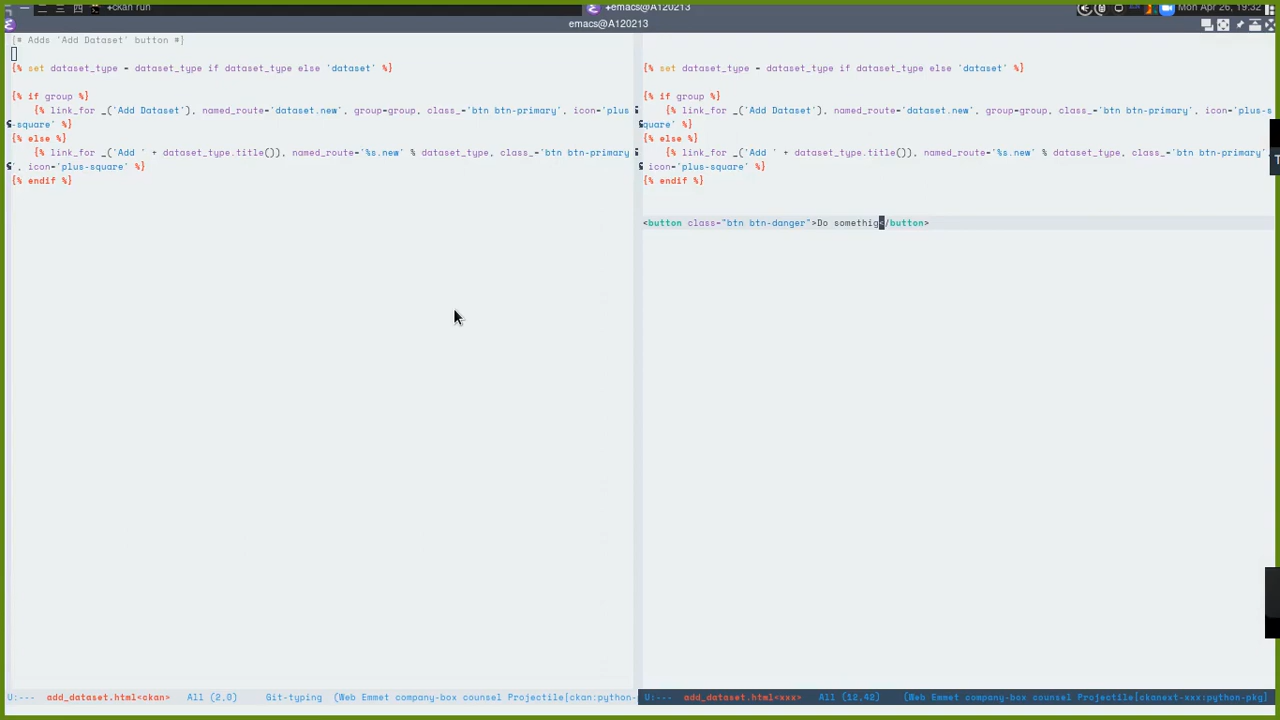 一 二 三 四 +ckan run
+emacs@A120213
Mon Apr 26, 19:32
emacs@A120213
{# Adds 'Add Dataset' button #}
{% set dataset_type = dataset_type if dataset_type else 'dataset' %}
{% if group %}
{% link_for _('Add Dataset'), named_route='dataset.new', group=group, class_='btn btn-primary', icon='plus
-square' %}
{% else %}
{% link_for _('Add ' + dataset_type.title()), named_route='%s.new' % dataset_type, class_='btn btn-primary
', icon='plus-square' %}
{% endif %}
{% set dataset_type = dataset_type if dataset_type else 'dataset' %}
{% if group %}
{% link_for _('Add Dataset'), named_route='dataset.new', group=group, class_='btn btn-primary', icon='plus-s
quare' %}
{% else %}
{% link_for _('Add ' + dataset_type.title()), named_route='%s.new' % dataset_type, class_='btn btn-primary',
icon='plus-square' %}
{% endif %}
<button class="btn btn-danger">Do somethig</button>
U:--- add_dataset.html<ckan> All (2,0) Git-typing (Web Emmet company-box counsel Projectile[ckan:python-
U:--- add_dataset.html<xxx> All (12,42) (Web Emmet company-box counsel Projectile[ckanext-xxx:python-pkg]